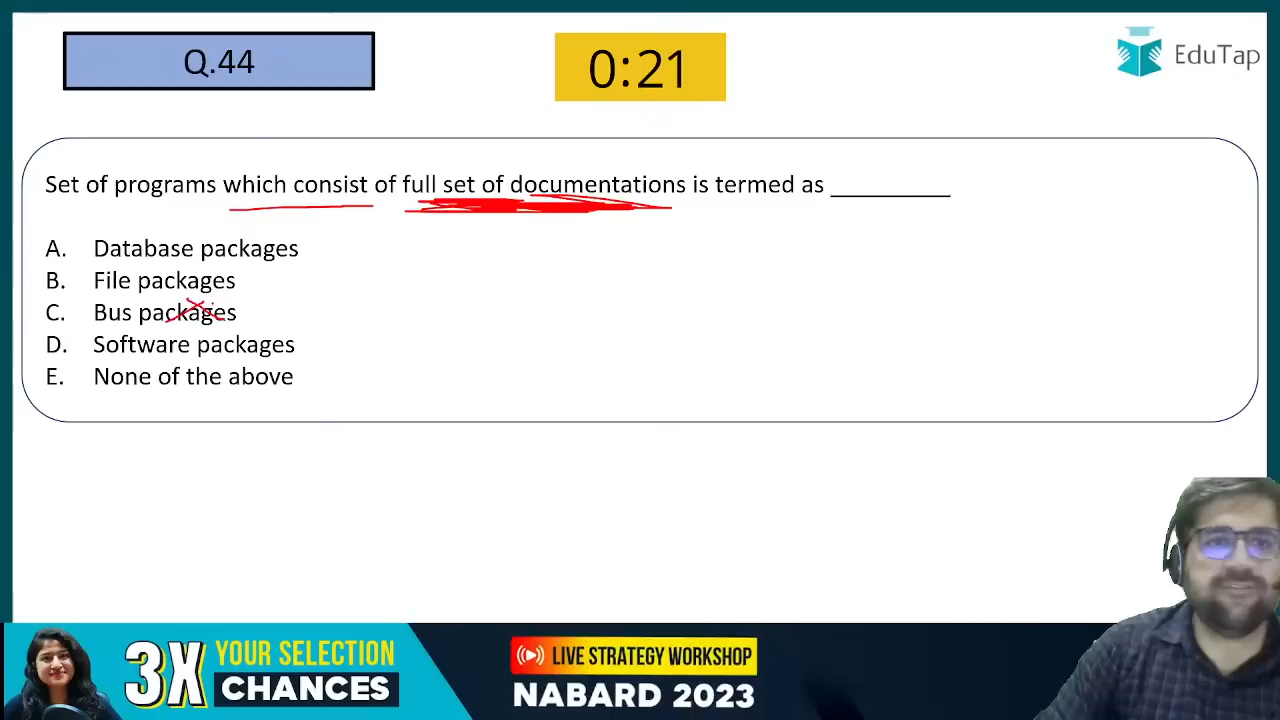 Q.44
0:21
EduTap
Set of programs which consist of full set of documentations is termed as __________
A. Database packages
B. File packages
C. Bus packages
D. Software packages
E. None of the above
3X YOUR SELECTION CHANCES
LIVE STRATEGY WORKSHOP
NABARD 2023